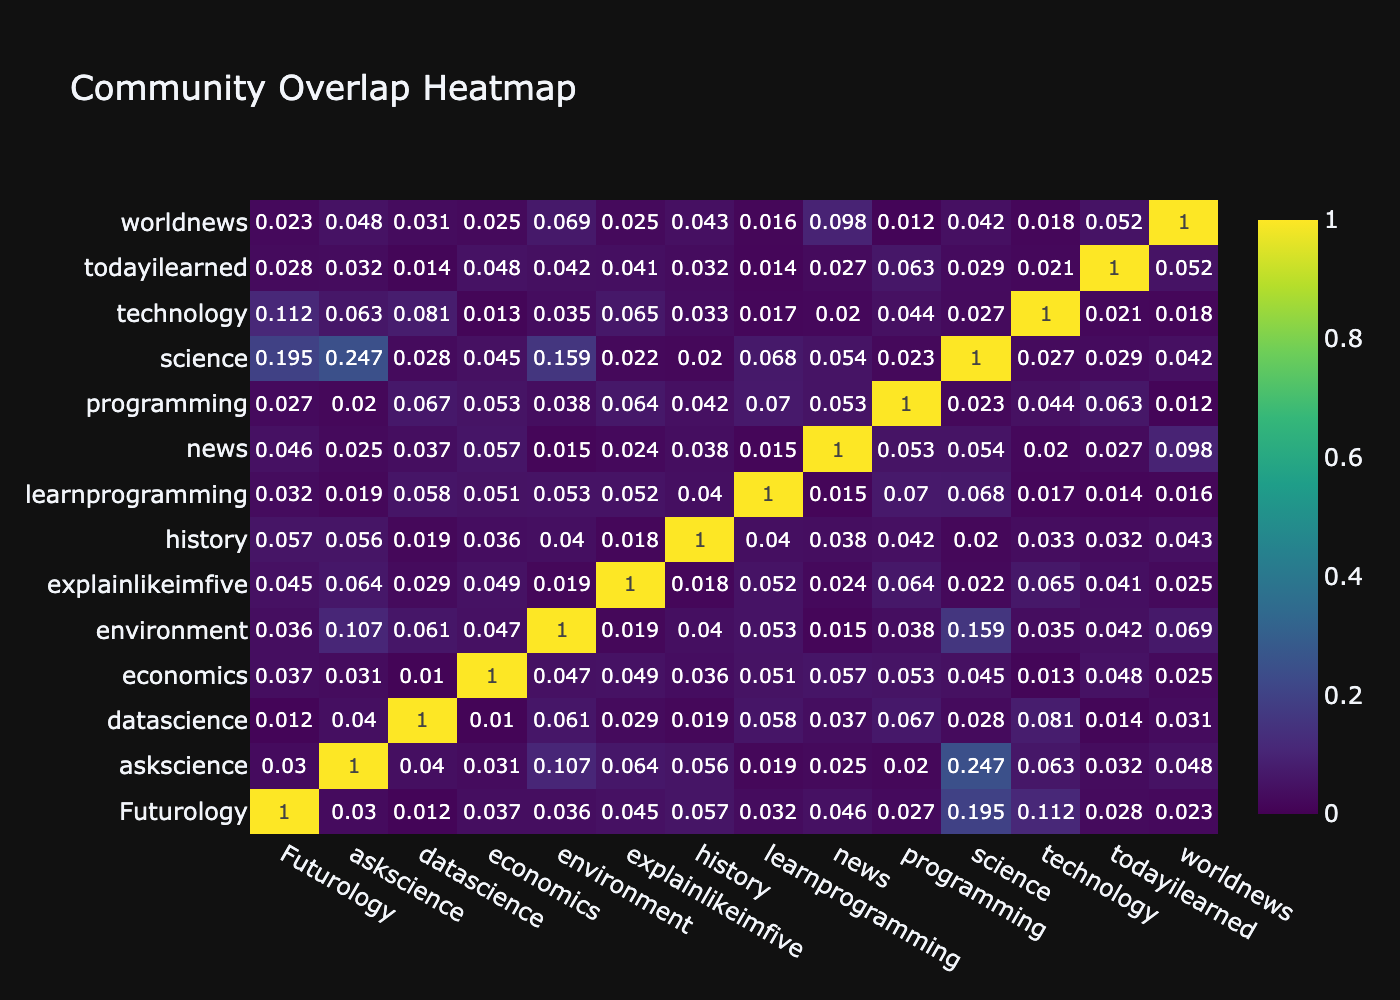 Community Overlap Heatmap
worldnews 0.023 0.048 0.031 0.025 0.069 0.025 0.043 0.016 0.098 0.012 0.042 0.018 0.052 1
todayilearned 0.028 0.032 0.014 0.048 0.042 0.041 0.032 0.014 0.027 0.063 0.029 0.021 1 0.052
technology 0.112 0.063 0.081 0.013 0.035 0.065 0.033 0.017 0.02 0.044 0.027 1 0.021 0.018
science 0.195 0.247 0.028 0.045 0.159 0.022 0.02 0.068 0.054 0.023 1 0.027 0.029 0.042
programming 0.027 0.02 0.067 0.053 0.038 0.064 0.042 0.07 0.053 1 0.023 0.044 0.063 0.012
news 0.046 0.025 0.037 0.057 0.015 0.024 0.038 0.015 1 0.053 0.054 0.02 0.027 0.098
learnprogramming 0.032 0.019 0.058 0.051 0.053 0.052 0.04 1 0.015 0.07 0.068 0.017 0.014 0.016
history 0.057 0.056 0.019 0.036 0.04 0.018 1 0.04 0.038 0.042 0.02 0.033 0.032 0.043
explainlikeimfive 0.045 0.064 0.029 0.049 0.019 1 0.018 0.052 0.024 0.064 0.022 0.065 0.041 0.025
environment 0.036 0.107 0.061 0.047 1 0.019 0.04 0.053 0.015 0.038 0.159 0.035 0.042 0.069
economics 0.037 0.031 0.01 1 0.047 0.049 0.036 0.051 0.057 0.053 0.045 0.013 0.048 0.025
datascience 0.012 0.04 1 0.01 0.061 0.029 0.019 0.058 0.037 0.067 0.028 0.081 0.014 0.031
askscience 0.03 1 0.04 0.031 0.107 0.064 0.056 0.019 0.025 0.02 0.247 0.063 0.032 0.048
Futurology 1 0.03 0.012 0.037 0.036 0.045 0.057 0.032 0.046 0.027 0.195 0.112 0.028 0.023
Futurology askscience datascience economics environment explainlikeimfive history learnprogramming news programming science technology todayilearned worldnews
1
0.8
0.6
0.4
0.2
0